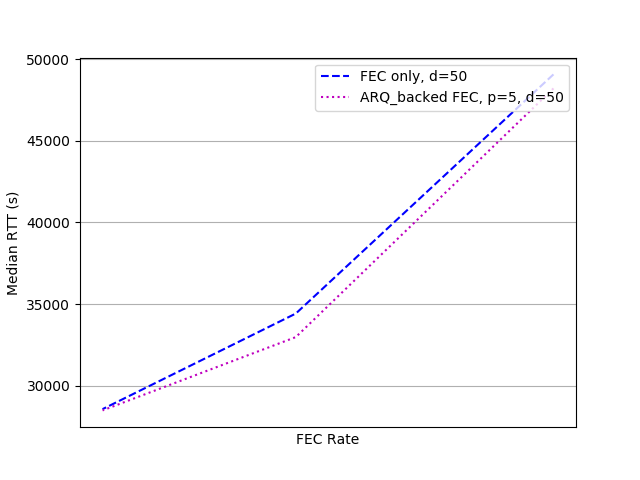 50000
45000
40000
35000
30000
Median RTT (s)
FEC only, d=50
ARQ_backed FEC, p=5, d=50
FEC Rate